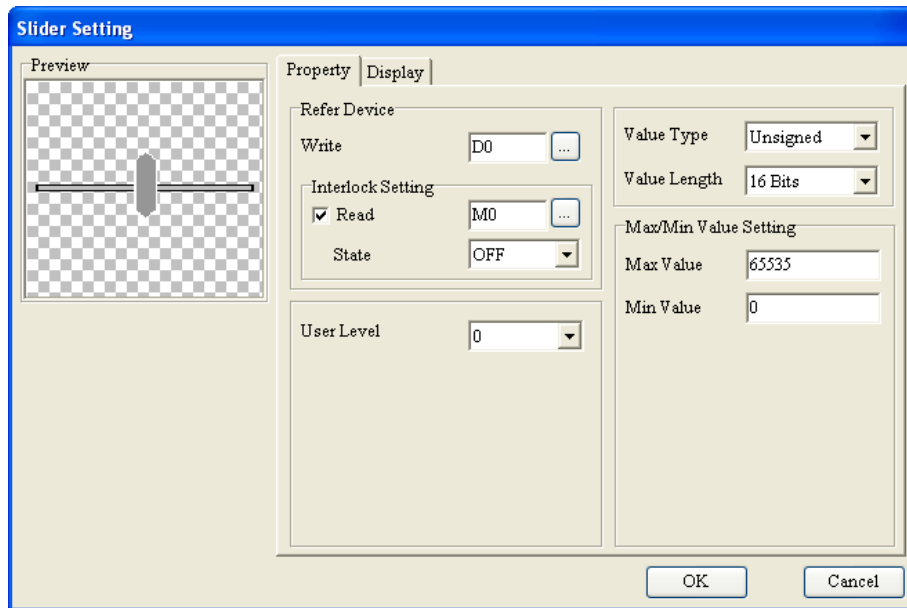 Slider Setting
Preview
Property Display
Refer Device
Write D0 ...
Interlock Setting
Read M0 ...
State OFF
User Level 0
Value Type Unsigned
Value Length 16 Bits
Max/Min Value Setting
Max Value 65535
Min Value 0
OK Cancel